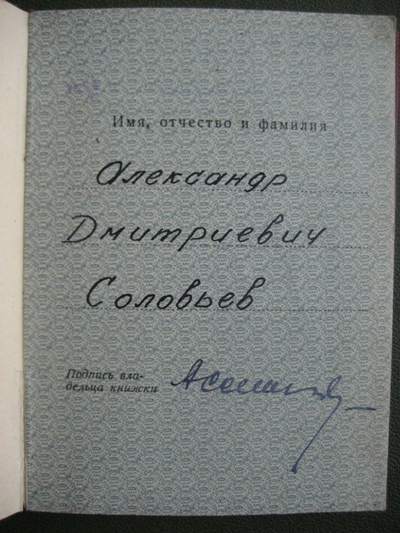 Имя, отчество и фамилия
Александр
Дмитриевич
Соловьев
Подпись вла-
дельца книжки